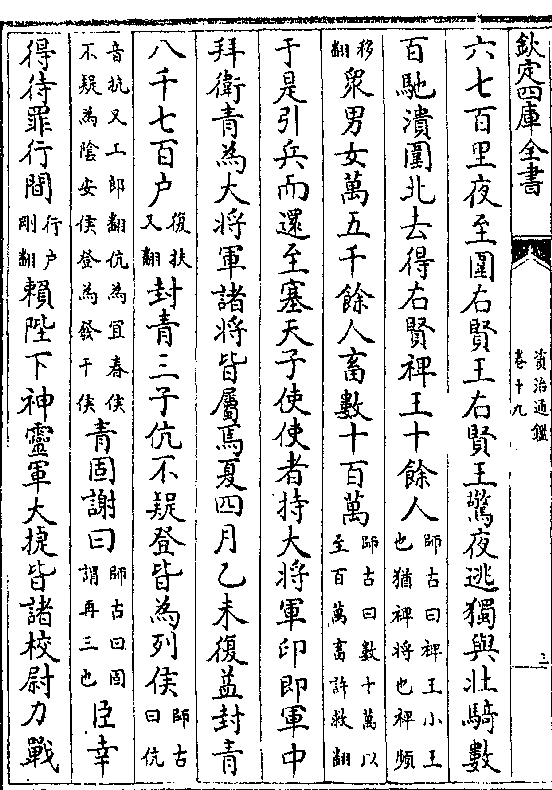 欽定四庫全書
資治通鑑
卷十九
三
六七百里夜至圍右賢王右賢王驚夜逃獨與壯騎數
百馳潰圍北去得右賢裨王十餘人師古曰裨王小王也猶裨將也裨頻
移翻衆男女萬五千餘人畜數十百萬師古曰數十萬以至百萬畜許救翻
于是引兵而還至塞天子使使者持大將軍印即軍中
拜衛青為大將軍諸將皆屬焉夏四月乙未復益封青
八千七百户復扶又翻封青三子伉不疑登皆為列侯師古曰伉
音抗又工郎翻伉為宜春侯不疑為陰安侯登為發干侯青固謝曰師古曰固謂再三也臣幸
得待罪行間行户剛翻賴陛下神靈軍大捷皆諸校尉力戰